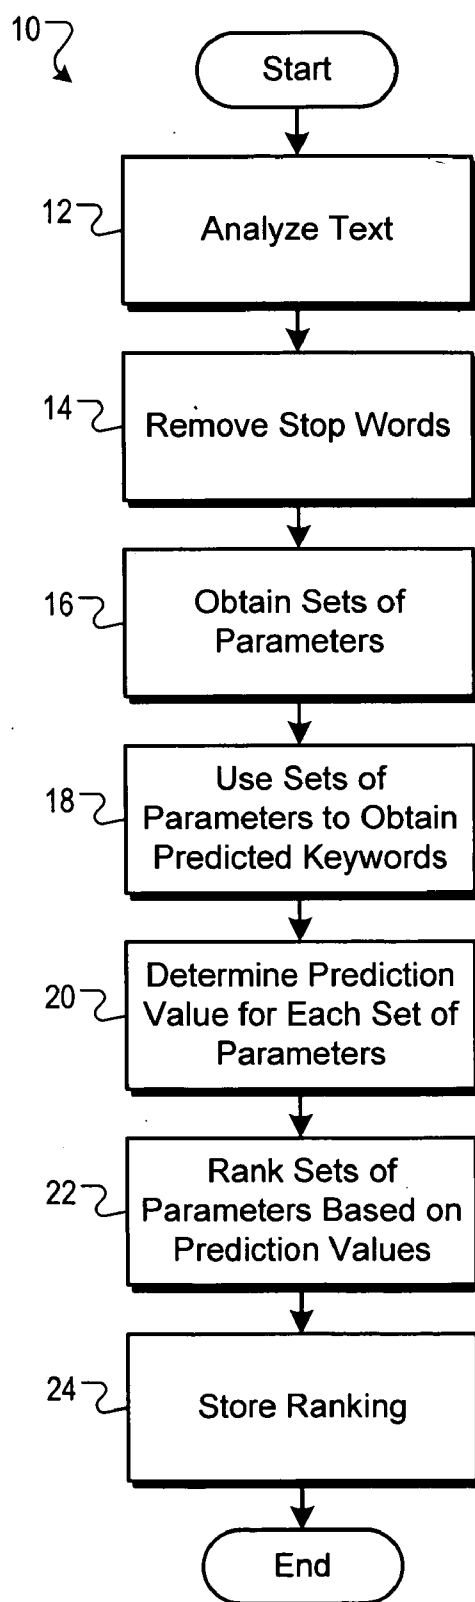 10
Start
12
Analyze Text
14
Remove Stop Words
16
Obtain Sets of
Parameters
18
Use Sets of
Parameters to Obtain
Predicted Keywords
20
Determine Prediction
Value for Each Set of
Parameters
22
Rank Sets of
Parameters Based on
Prediction Values
24
Store Ranking
End